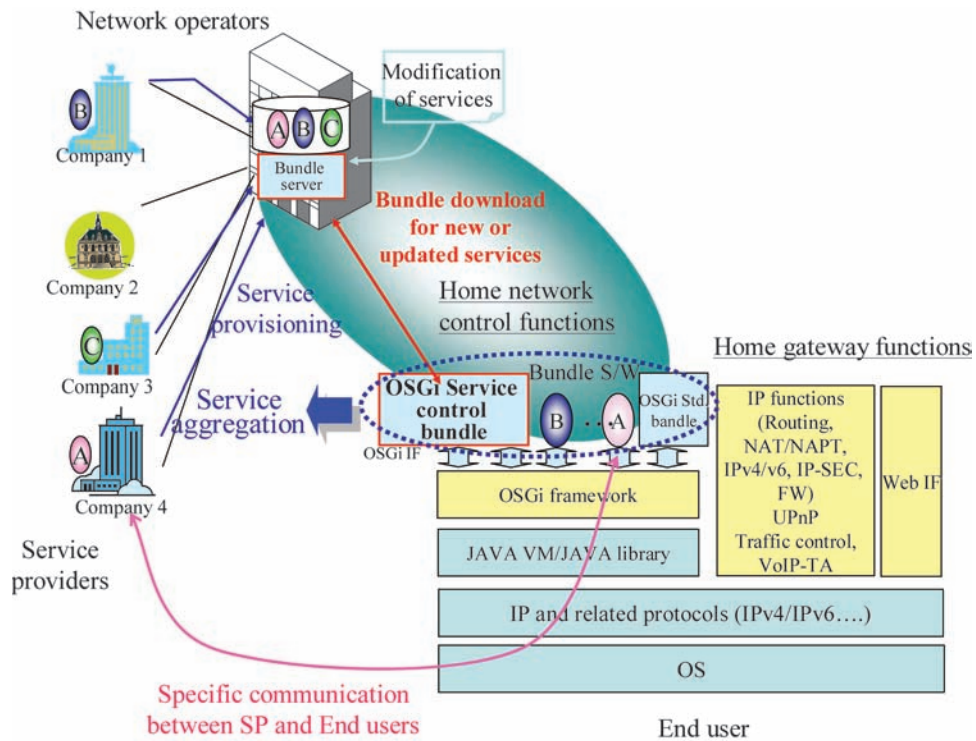 Network operators
Modification
of services
B
Company 1
A B C
Bundle
server
Bundle download
for new or
updated services
Company 2
Service
provisioning
Home network
control functions
C
Company 3
Home gateway functions
Service
aggregation
OSGi Service
control
bundle
Bundle S/W
B
...
A
OSGi Std.
bandle
OSGi IF
IP functions
(Routing,
NAT/NAPT,
IPv4/v6, IP-SEC,
FW)
UPnP
Traffic control,
VoIP-TA
Web IF
A
Company 4
OSGi framework
Service
providers
JAVA VM/JAVA library
IP and related protocols (IPv4/IPv6....)
OS
Specific communication
between SP and End users
End user